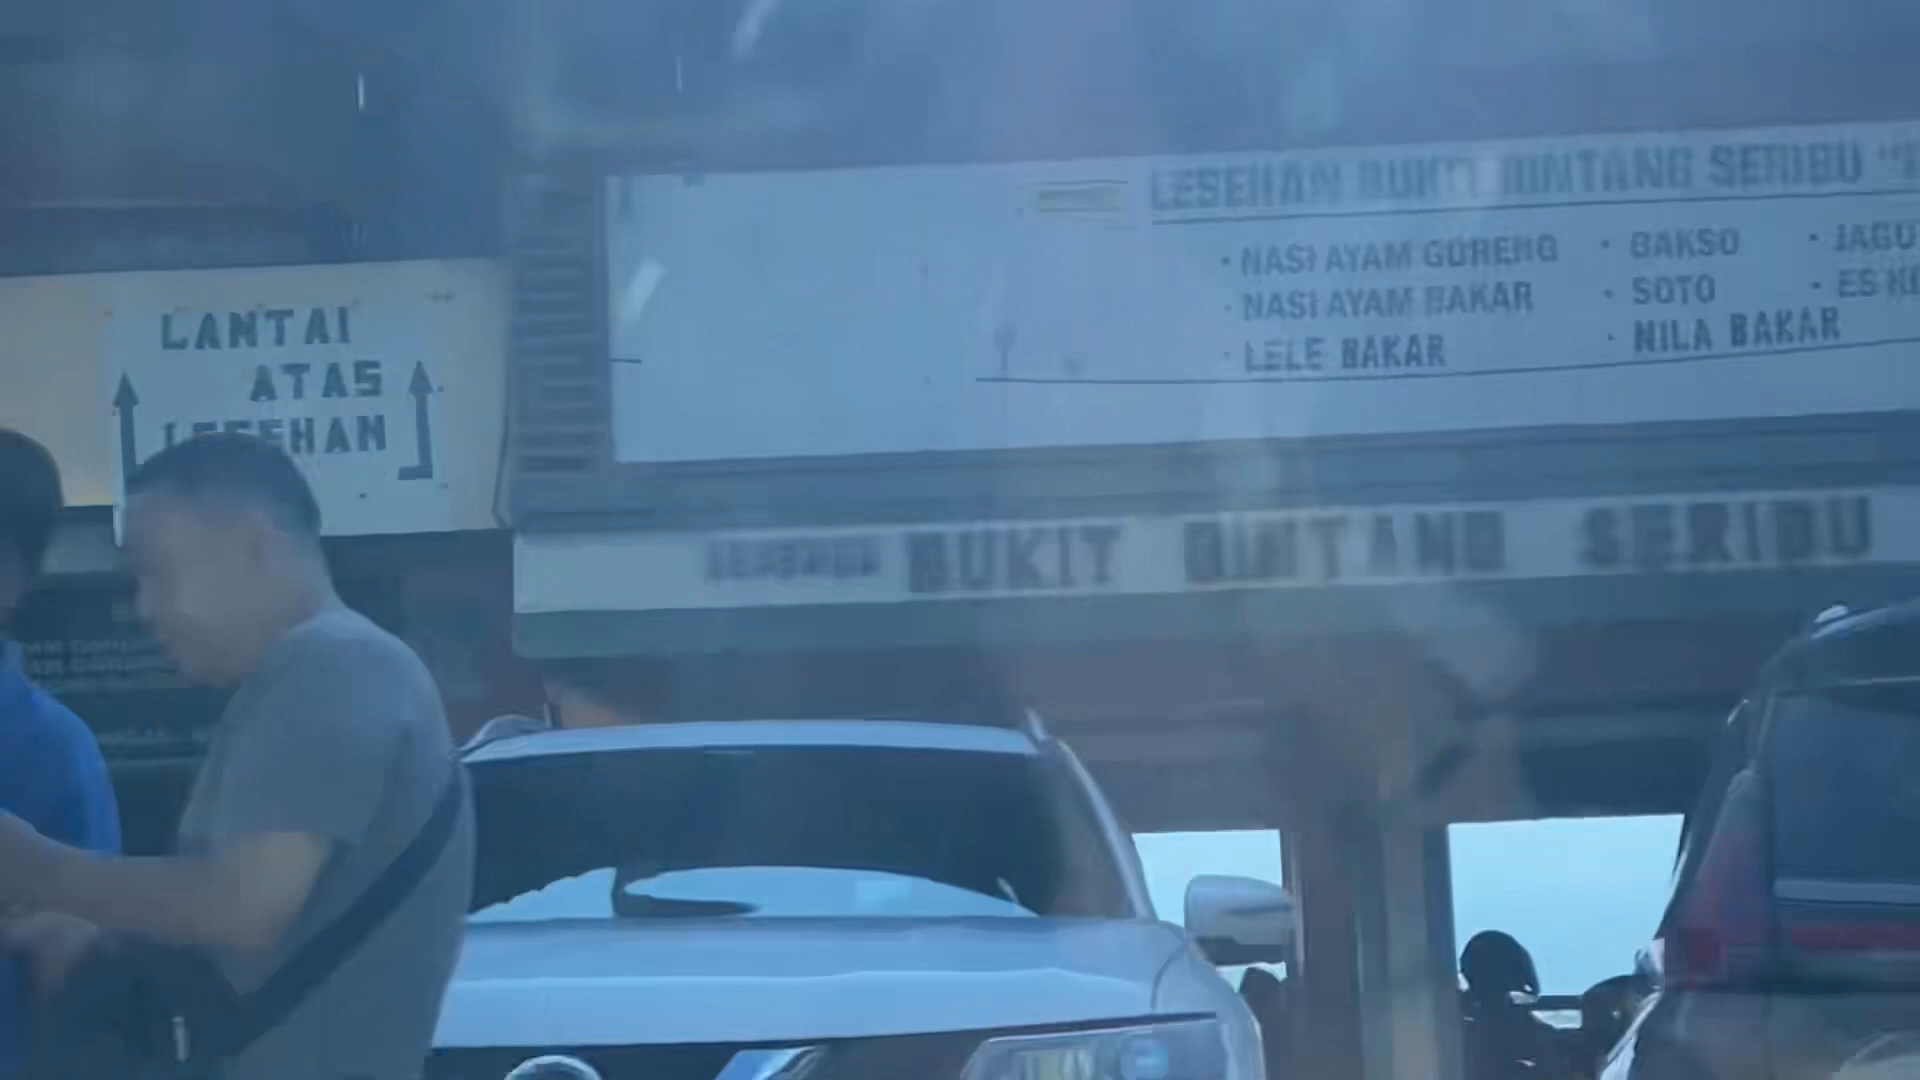 LANTAI
ATAS
LESEHAN
LESEHAN BUKIT BINTANG SERIBU
• NASI AYAM GORENG
• BAKSO
• NASI AYAM BAKAR
• SOTO
• LELE BAKAR
• NILA BAKAR
BUKIT BINTANG SERIBU